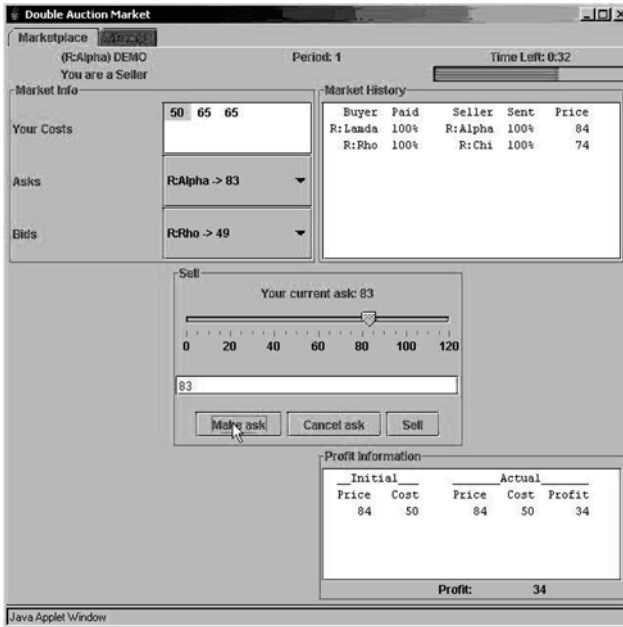 Double Auction Market
Marketplace
(R:Alpha) DEMO Period: 1 Time Left: 0:32
You are a Seller
Market Info Market History
Your Costs 50 65 65
Buyer Paid Seller Sent Price
R:Lamda 100% R:Alpha 100% 84
R:Rho 100% R:Chi 100% 74
Asks R:Alpha -> 83
Bids R:Rho -> 49
Sell
Your current ask: 83
0 20 40 60 80 100 120
83
Make ask Cancel ask Sell
Profit Information
__Initial___ ______Actual______
Price Cost Price Cost Profit
84 50 84 50 34
Profit: 34
Java Applet Window